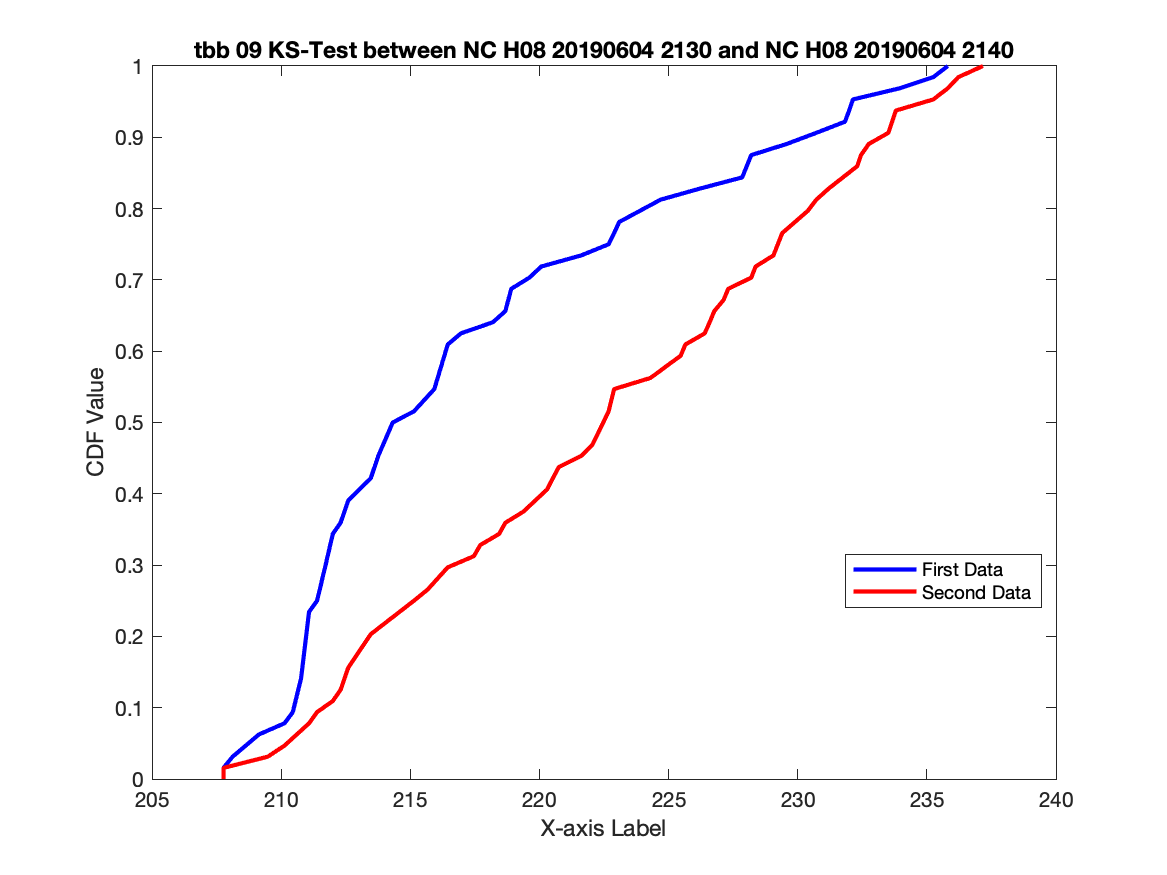 tbb 09 KS-Test between NC H08 20190604 2130 and NC H08 20190604 2140
1
0.9
0.8
0.7
0.6
0.5
0.4
0.3
0.2
0.1
0
CDF Value
First Data
Second Data
205 210 215 220 225 230 235 240
X-axis Label